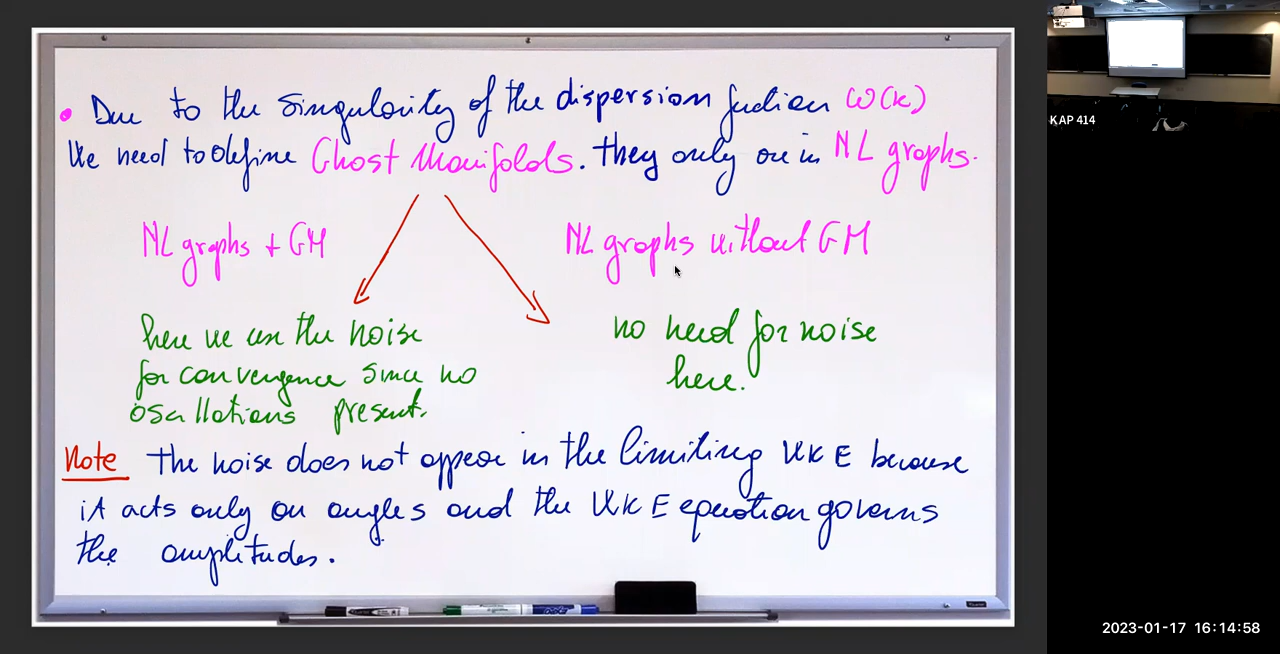 • Due to the singularity of the dispersion function ω(k)
We need to define Ghost Manifolds. They only are in NL graphs.
NL graphs + GM
NL graphs without GM
here we use the noise
for convergence since no
oscillations present.
no need for noise
here.
Note The noise does not appear in the limiting WKE because
it acts only on angles and the WKE equation governs
the amplitudes.
KAP 414
2023-01-17 16:14:58